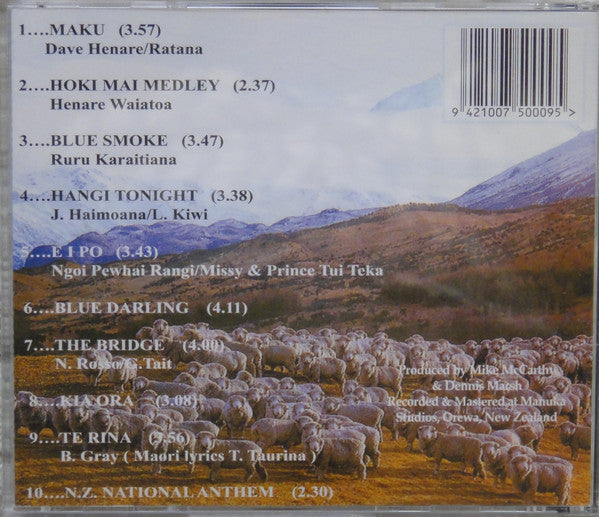 1....MAKU (3.57)
Dave Henare/Ratana
2....HOKI MAI MEDLEY (2.37)
Henare Waiatoa
3....BLUE SMOKE (3.47)
Ruru Karaitiana
4....HANGI TONIGHT (3.38)
J. Haimoana/L. Kiwi
5....E I PO (3.43)
Ngoi Pewhai Rangi/Missy & Prince Tui Teka
6....BLUE DARLING (4.11)
7....THE BRIDGE (4.00)
N. Rosso/G.Tait
8....KIA ORA (3.08)
9....TE RINA (3.56)
B. Gray ( Maori lyrics T. Taurina )
10....N.Z. NATIONAL ANTHEM (2.30)
9 421007 500095 >
Produced by Mike McCarthy
& Dennis Marsh
Recorded & Mastered at Manuka
Studios, Orewa, New Zealand